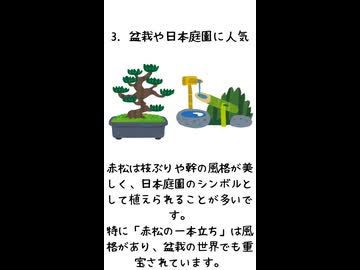 3. 盆栽や日本庭園に人気
赤松は枝ぶりや幹の風格が美
しく、日本庭園のシンボルと
して植えられることが多いで
す。
特に「赤松の一本立ち」は風
格があり、盆栽の世界でも重
宝されています。